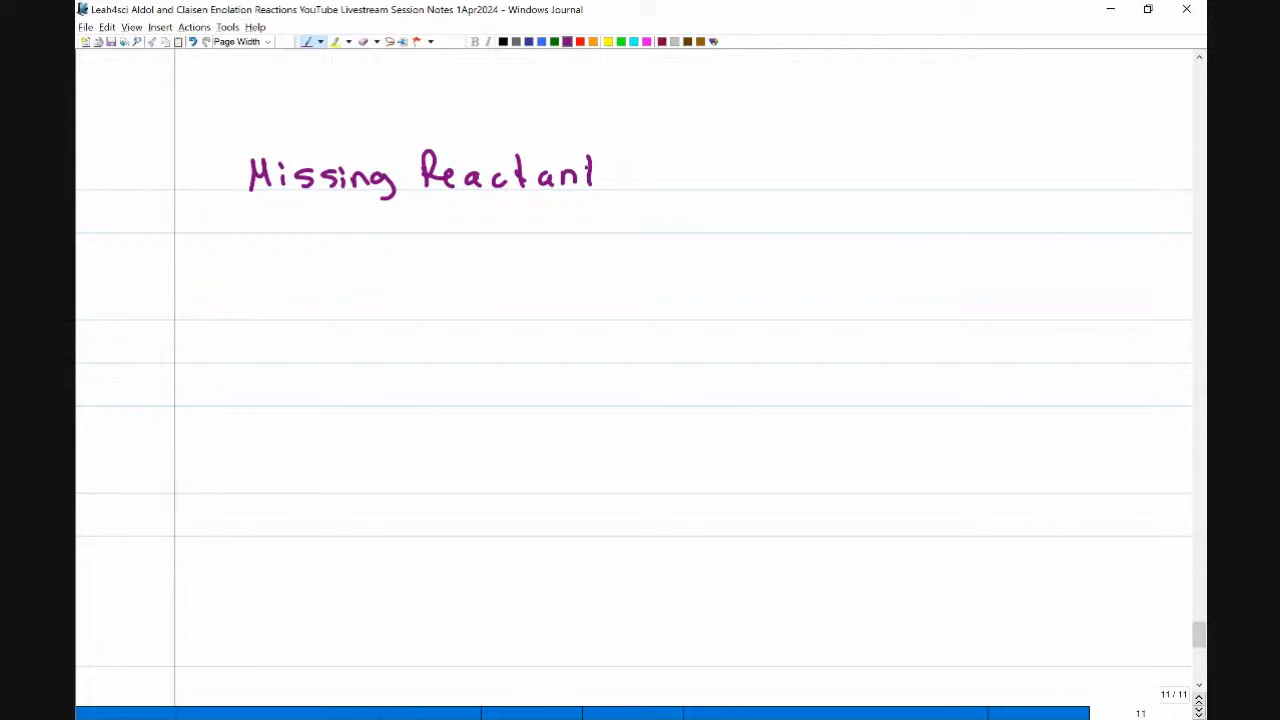 Leah4sci Aldol and Claisen Enolation Reactions YouTube Livestream Session Notes 1Apr2024 - Windows Journal
File Edit View Insert Actions Tools Help
Page Width B I
Missing Reactant
11 / 11
11